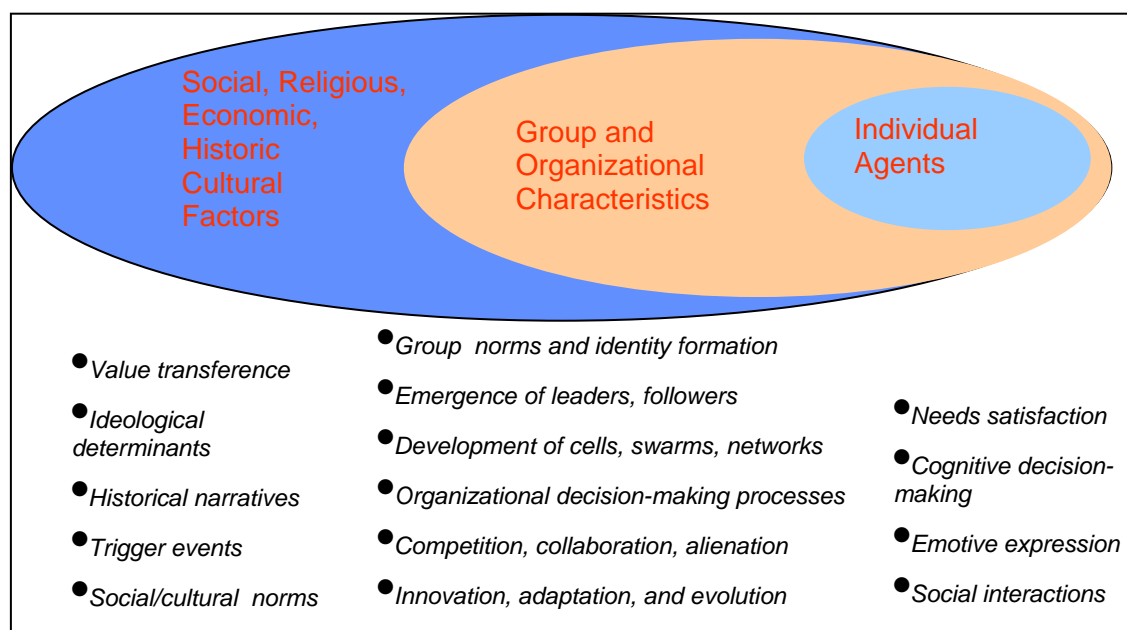 Social, Religious,
Economic,
Historic
Cultural
Factors
Group and
Organizational
Characteristics
Individual
Agents
●Value transference
●Ideological
determinants
●Historical narratives
●Trigger events
●Social/cultural norms
●Group norms and identity formation
●Emergence of leaders, followers
●Development of cells, swarms, networks
●Organizational decision-making processes
●Competition, collaboration, alienation
●Innovation, adaptation, and evolution
●Needs satisfaction
●Cognitive decision-
making
●Emotive expression
●Social interactions